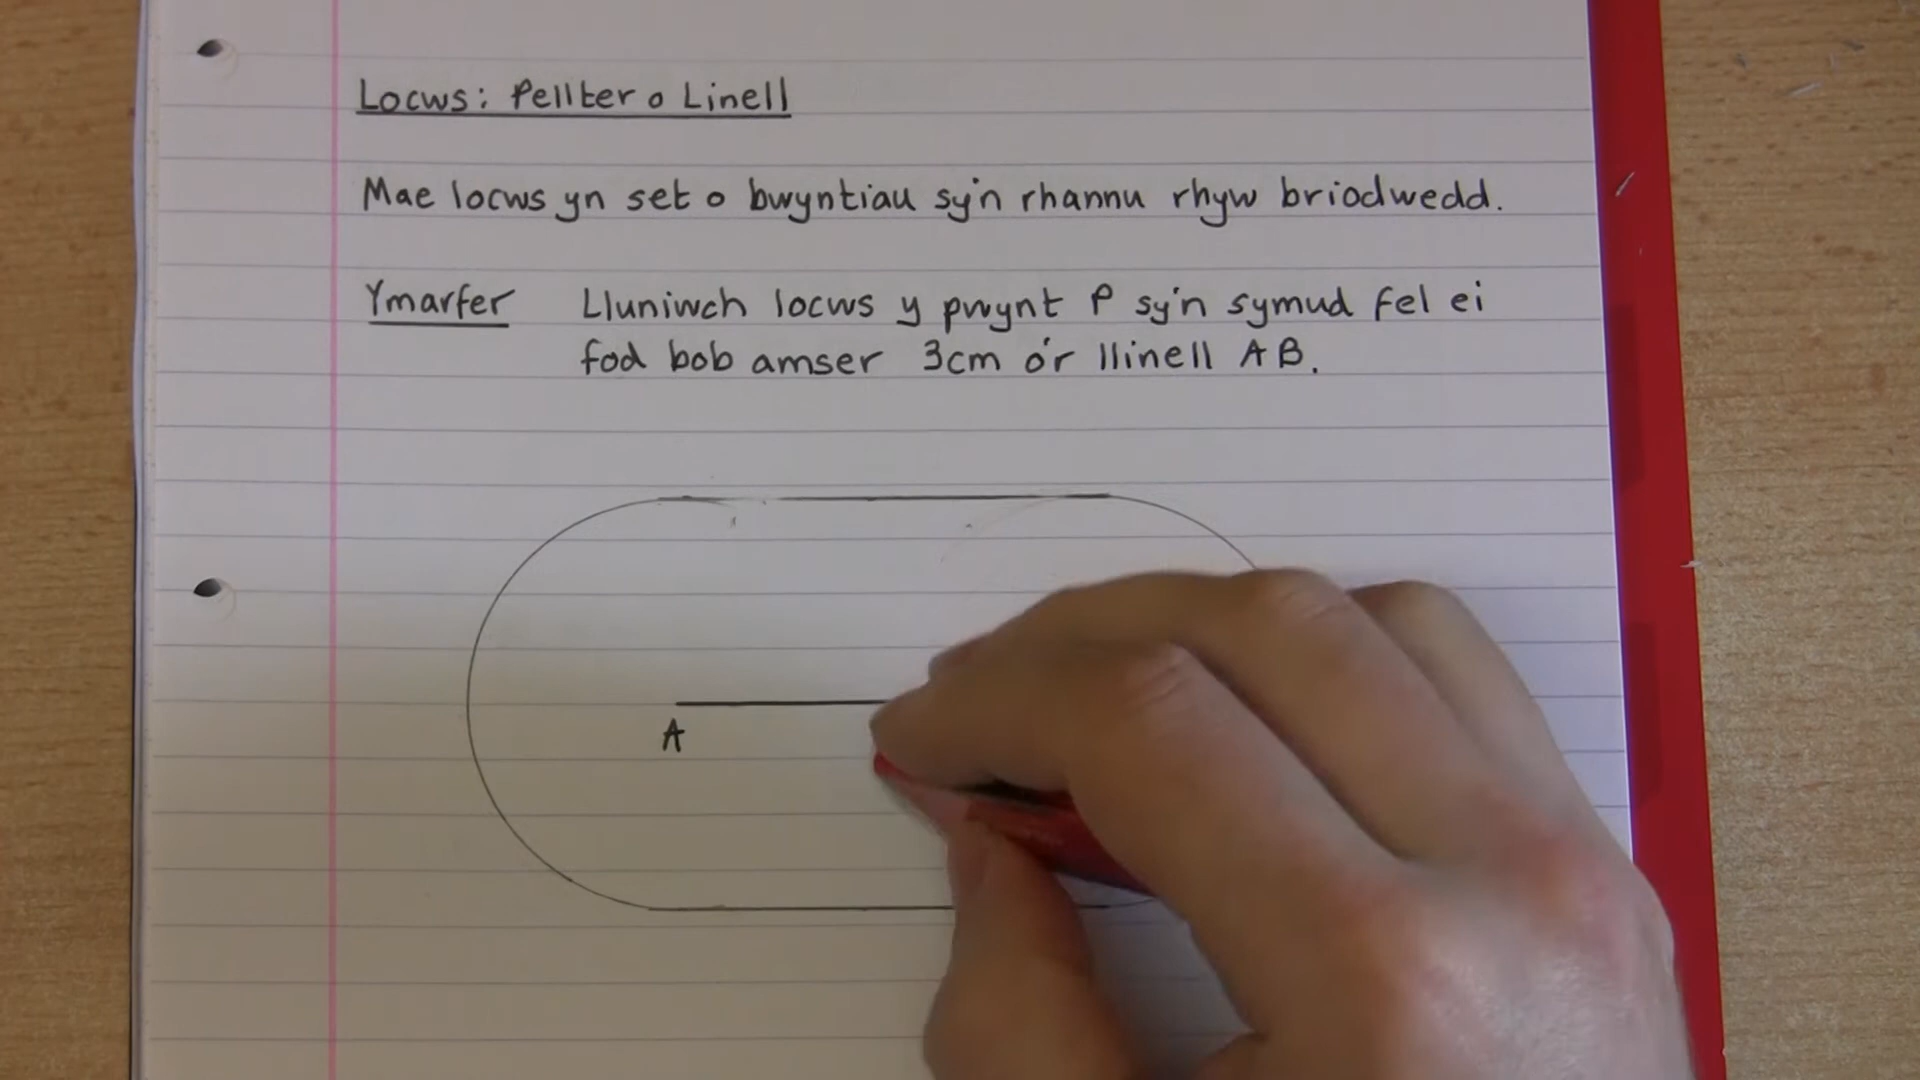 Locws: Pellter o Linell
Mae locws yn set o bwyntiau sy'n rhannu rhyw briodwedd.
Ymarfer Lluniwch locws y pwynt P sy'n symud fel ei
fod bob amser 3cm o'r llinell AB.
A